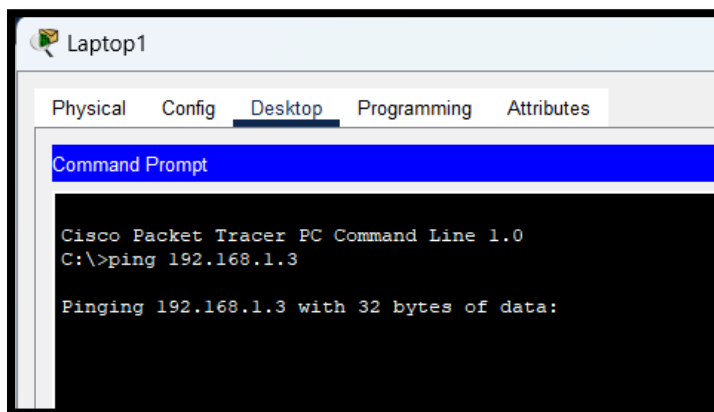 Laptop1
Physical Config Desktop Programming Attributes
Command Prompt
Cisco Packet Tracer PC Command Line 1.0
C:\>ping 192.168.1.3
Pinging 192.168.1.3 with 32 bytes of data: